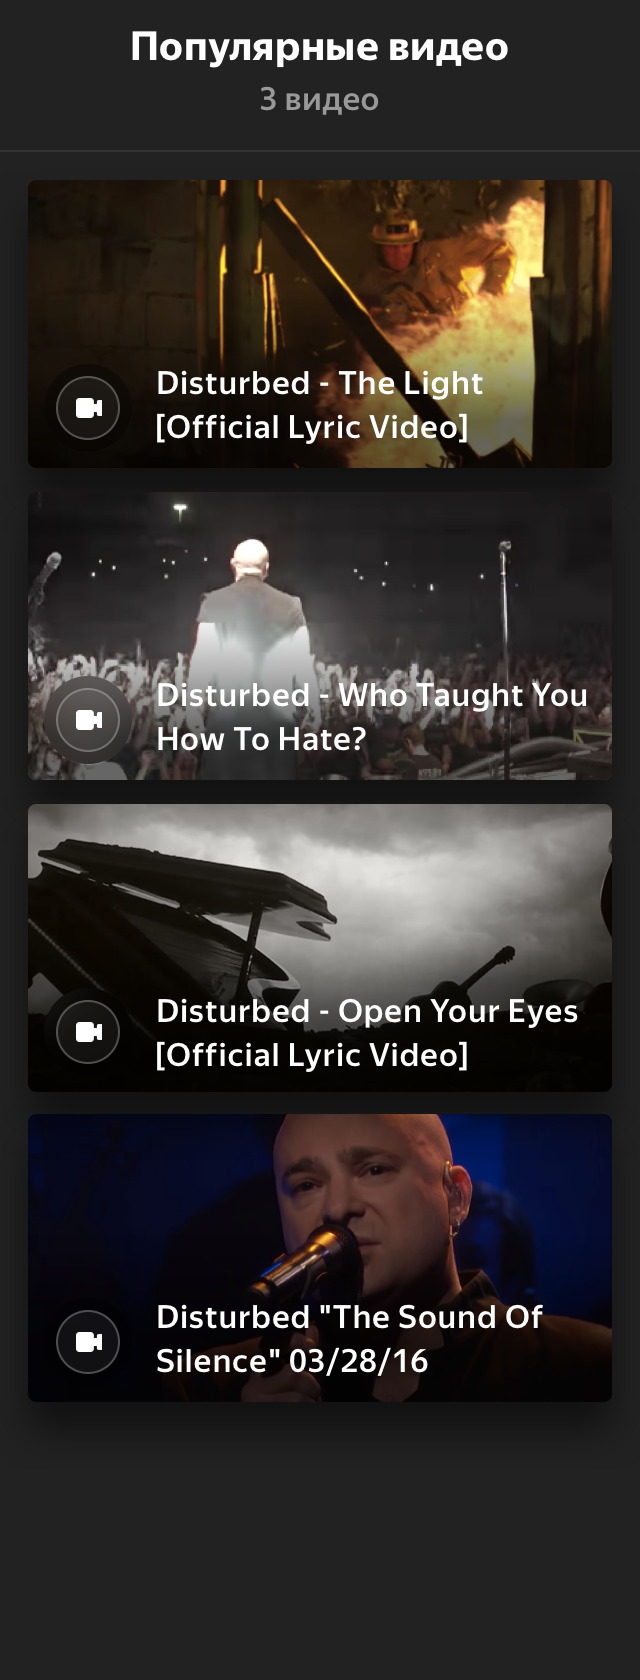 Популярные видео
3 видео
Disturbed - The Light
[Official Lyric Video]
Disturbed - Who Taught You
How To Hate?
Disturbed - Open Your Eyes
[Official Lyric Video]
Disturbed "The Sound Of
Silence" 03/28/16